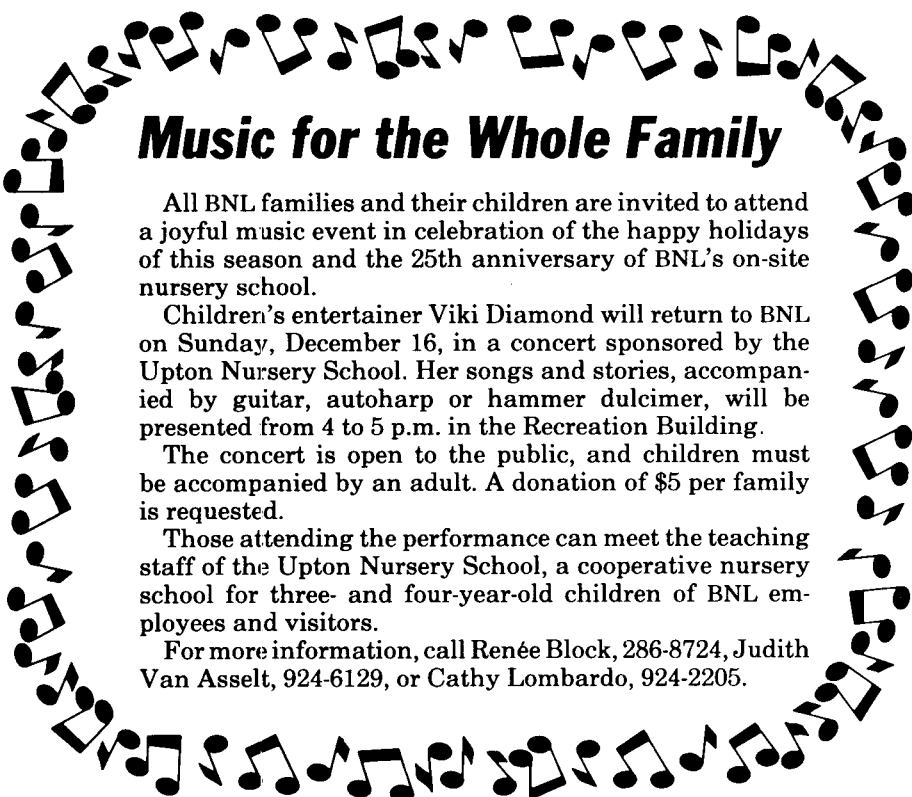 Music for the Whole Family
All BNL families and their children are invited to attend
a joyful music event in celebration of the happy holidays
of this season and the 25th anniversary of BNL's on-site
nursery school.
Children's entertainer Viki Diamond will return to BNL
on Sunday, December 16, in a concert sponsored by the
Upton Nursery School. Her songs and stories, accompan-
ied by guitar, autoharp or hammer dulcimer, will be
presented from 4 to 5 p.m. in the Recreation Building.
The concert is open to the public, and children must
be accompanied by an adult. A donation of $5 per family
is requested.
Those attending the performance can meet the teaching
staff of the Upton Nursery School, a cooperative nursery
school for three- and four-year-old children of BNL em-
ployees and visitors.
For more information, call Renée Block, 286-8724, Judith
Van Asselt, 924-6129, or Cathy Lombardo, 924-2205.